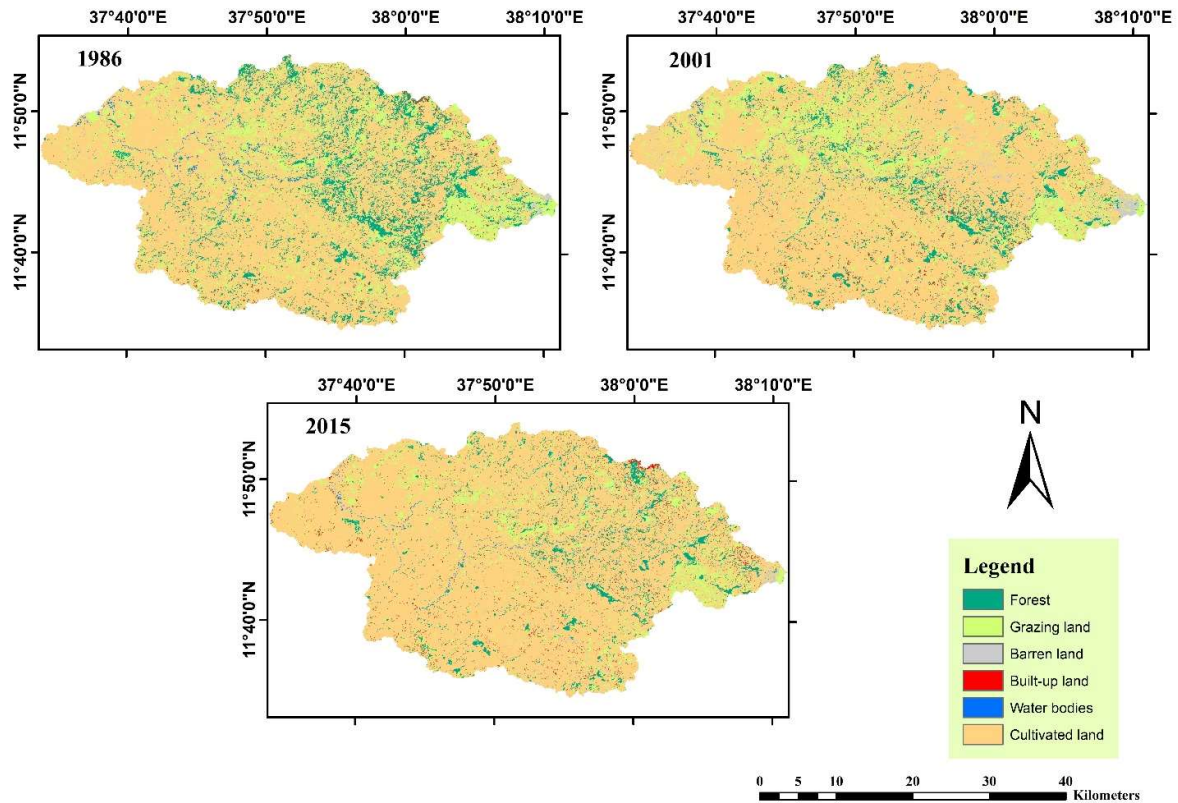 37°40'0"E 37°50'0"E 38°0'0"E 38°10'0"E
1986
11°50'0"N
11°40'0"N
37°40'0"E 37°50'0"E 38°0'0"E 38°10'0"E
2001
11°50'0"N
11°40'0"N
37°40'0"E 37°50'0"E 38°0'0"E 38°10'0"E
2015
11°50'0"N
11°40'0"N
N
Legend
Forest
Grazing land
Barren land
Built-up land
Water bodies
Cultivated land
0 5 10 20 30 40
Kilometers